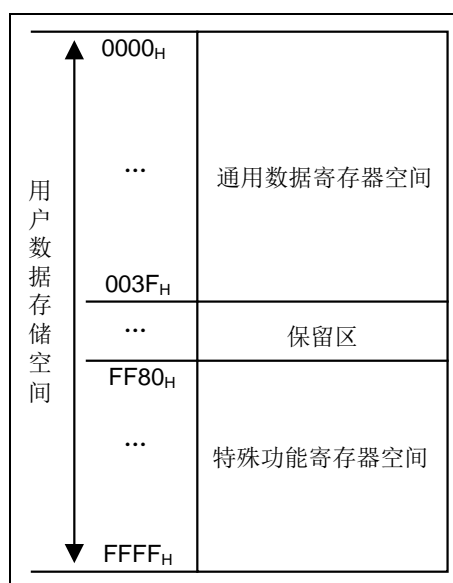 用户数据存储空间
0000H
...
通用数据寄存器空间
003FH
...
保留区
FF80H
...
特殊功能寄存器空间
FFFFH